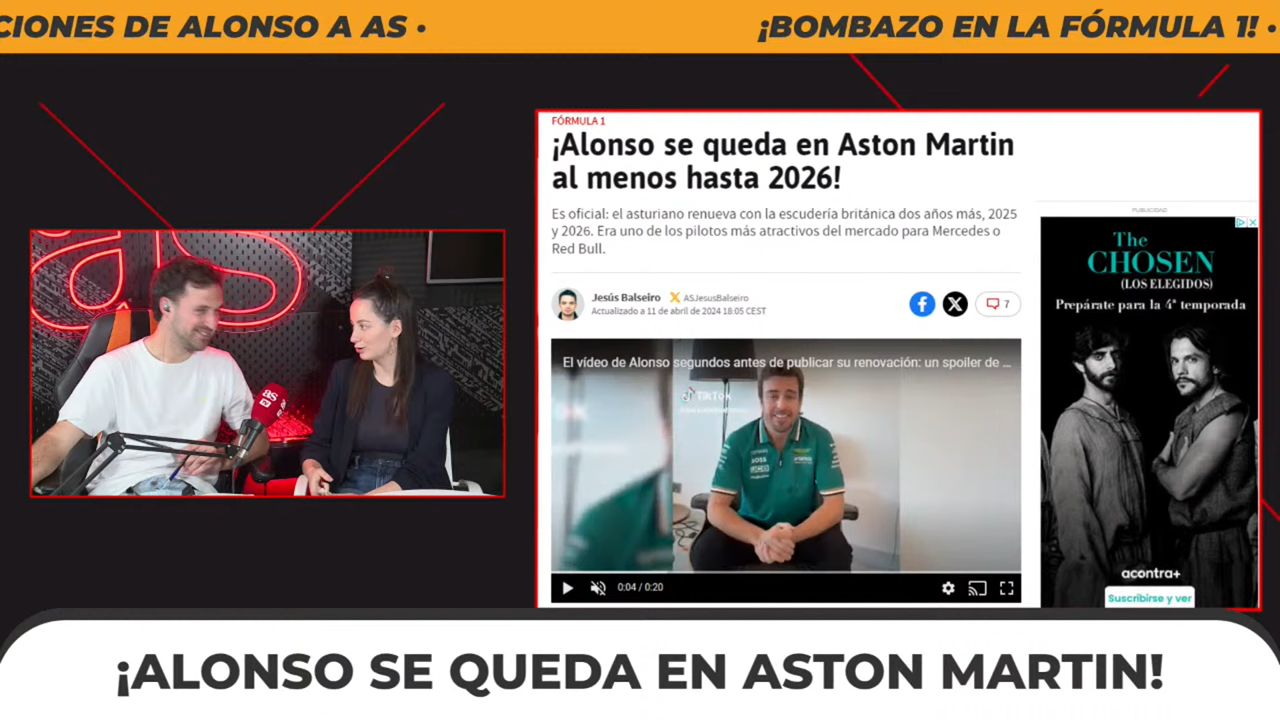 CIONES DE ALONSO A AS •
¡BOMBAZO EN LA FÓRMULA 1! •
as
FÓRMULA 1
¡Alonso se queda en Aston Martin
al menos hasta 2026!
Es oficial: el asturiano renueva con la escudería británica dos años más, 2025
y 2026. Era uno de los pilotos más atractivos del mercado para Mercedes o
Red Bull.
Jesús Balseiro
ASJesusBalseiro
Actualizado a 11 de abril de 2024 18:05 CEST
7
El vídeo de Alonso segundos antes de publicar su renovación: un spoiler de ...
TikTok
0:04 / 0:20
PUBLICIDAD
The
CHOSEN
(LOS ELEGIDOS)
Prepárate para la 4ª temporada
acontra+
Suscribirse y ver
¡ALONSO SE QUEDA EN ASTON MARTIN!